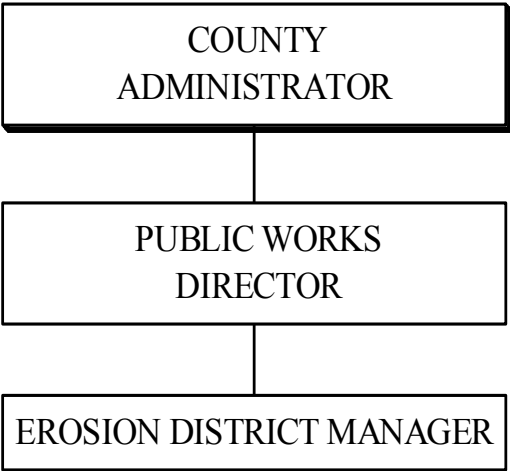 COUNTY
ADMINISTRATOR
PUBLIC WORKS
DIRECTOR
EROSION DISTRICT MANAGER